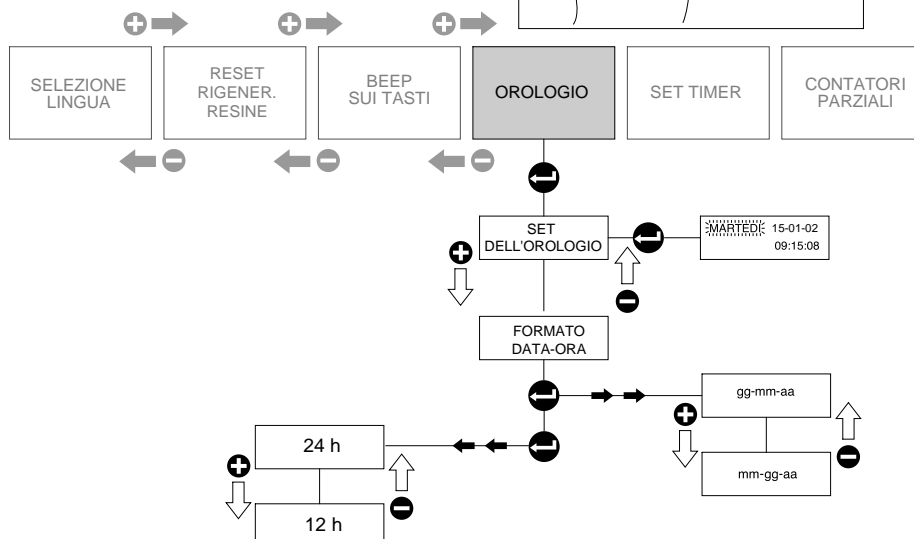 SELEZIONE
LINGUA
RESET
RIGENER.
RESINE
BEEP
SUI TASTI
OROLOGIO
SET TIMER
CONTATORI
PARZIALI
SET
DELL'OROLOGIO
MARTEDI 15-01-02
09:15:08
FORMATO
DATA-ORA
gg-mm-aa
mm-gg-aa
24 h
12 h